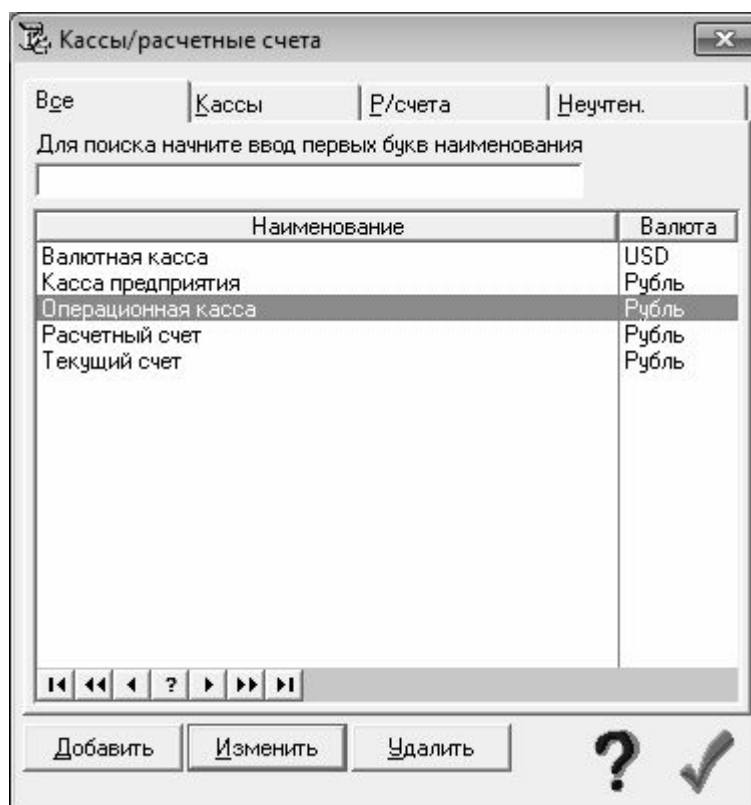 Кассы/расчетные счета
Все Кассы Р/счета Неучтен.
Для поиска начните ввод первых букв наименования
Наименование Валюта
Валютная касса USD
Касса предприятия Рубль
Операционная касса Рубль
Расчетный счет Рубль
Текущий счет Рубль
?
Добавить Изменить Удалить ?